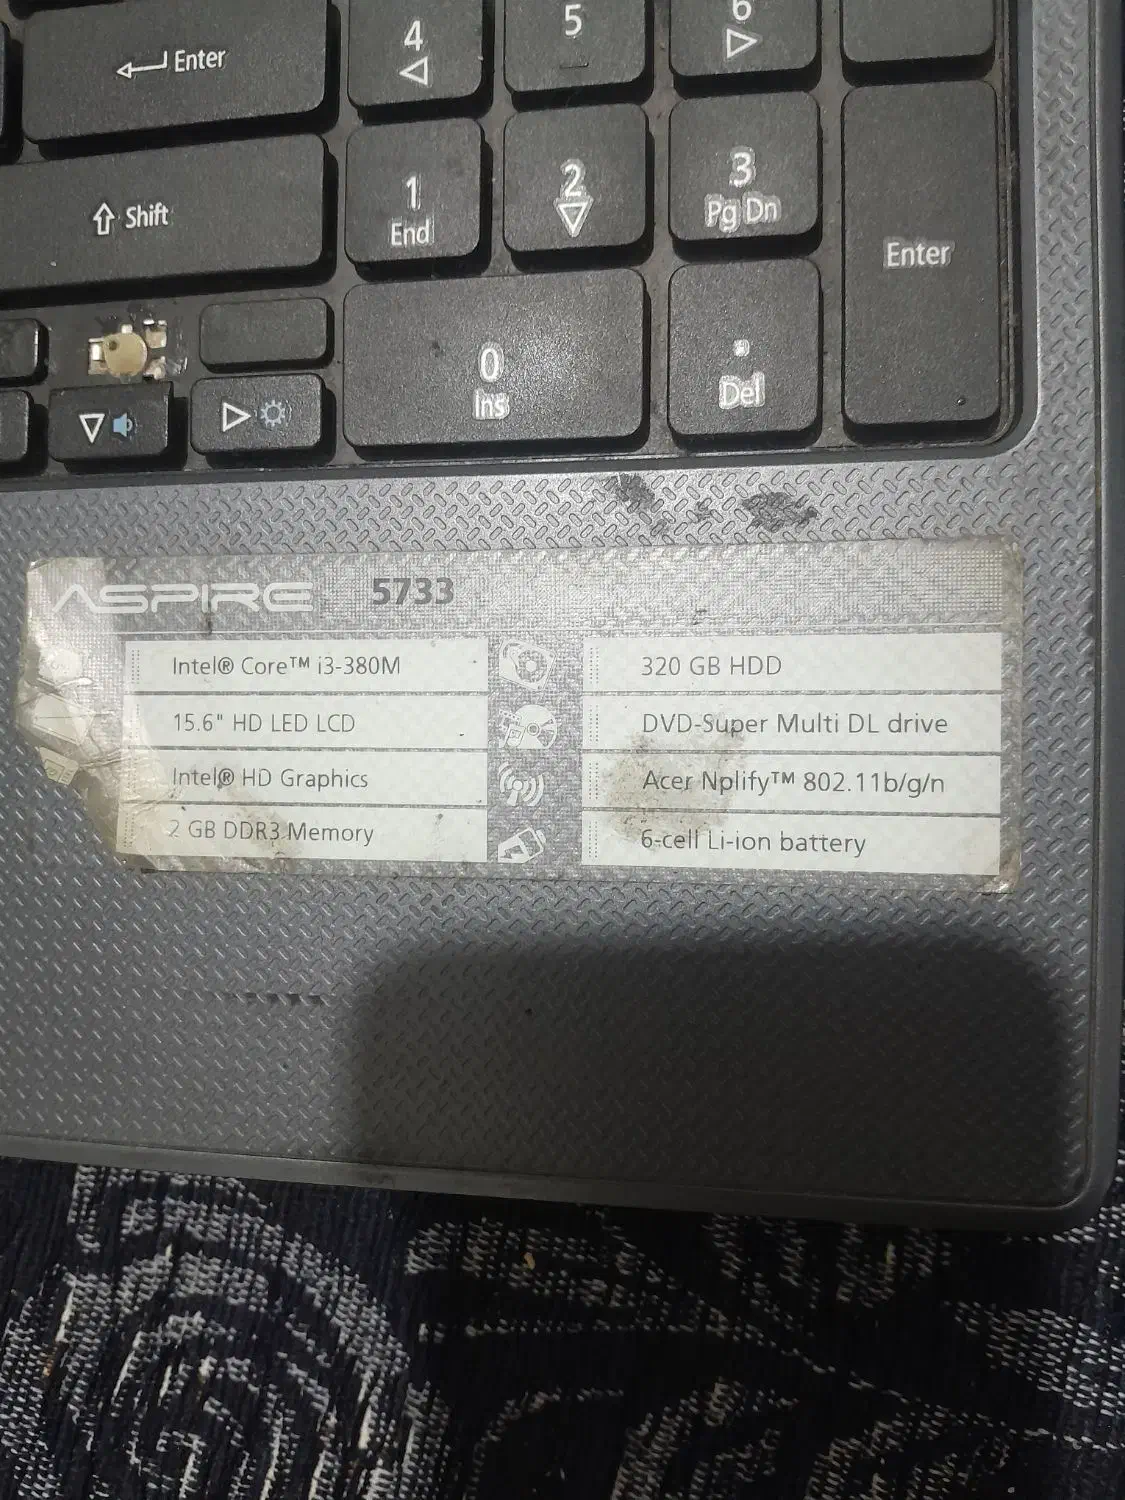 Enter
4
5
6
Shift
1
End
2
3
Pg Dn
Enter
0
Ins
.
Del
ASPIRE 5733
Intel® Core™ i3-380M
320 GB HDD
15.6" HD LED LCD
DVD-Super Multi DL drive
Intel® HD Graphics
Acer Nplify™ 802.11b/g/n
2 GB DDR3 Memory
6-cell Li-ion battery